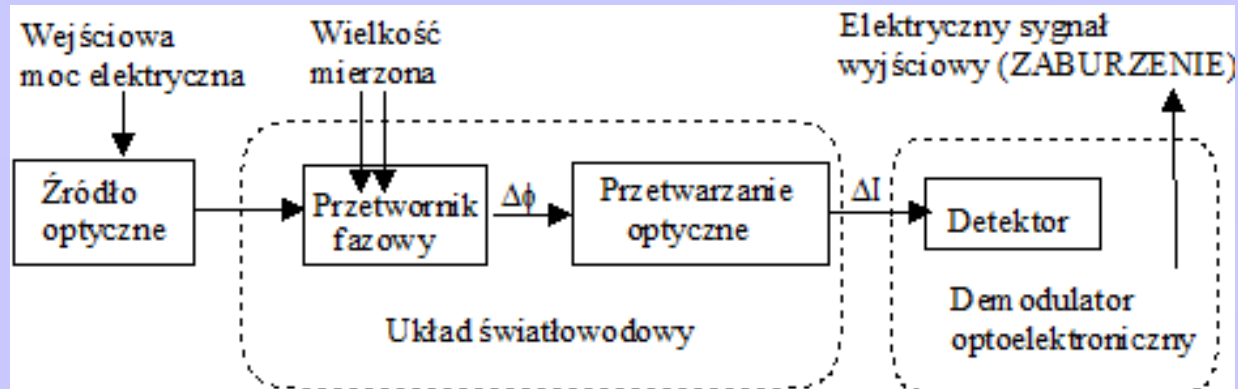 Wejściowa
moc elektryczna
Wielkość
mierzona
Elektryczny sygnał
wyjściowy (ZABURZENIE)
Źródło
optyczne
Przetwornik
fazowy
Δϕ
Przetwarzanie
optyczne
ΔI
Detektor
Układ światłowodowy
Demodulator
optoelektroniczny